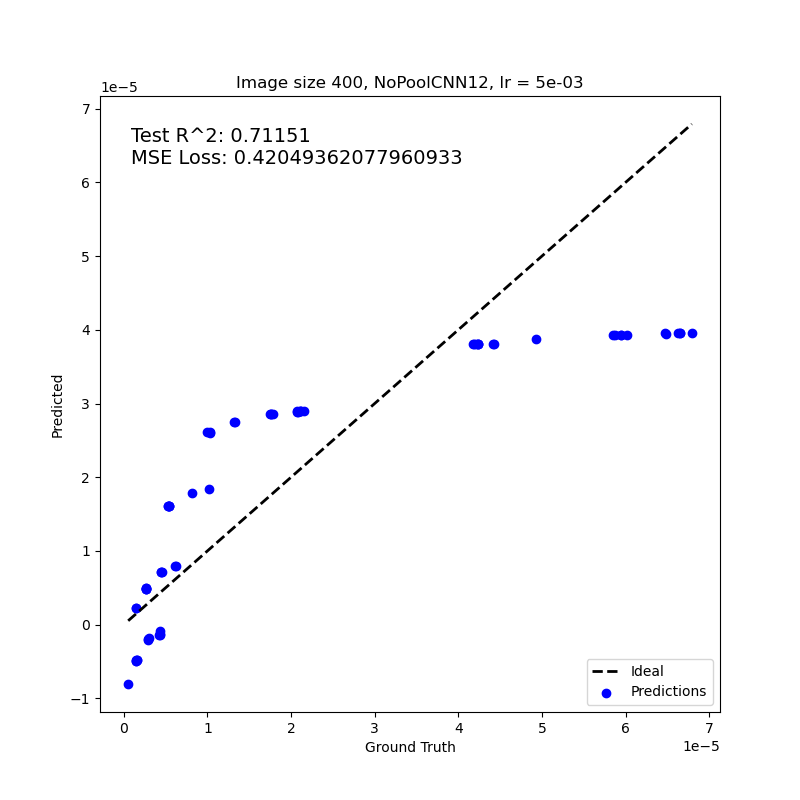 Image size 400, NoPoolCNN12, lr = 5e-03
1e−5
Test R^2: 0.71151
MSE Loss: 0.42049362077960933
7
6
5
4
3
2
1
0
−1
Predicted
Ideal
Predictions
0 1 2 3 4 5 6 7
Ground Truth
1e−5